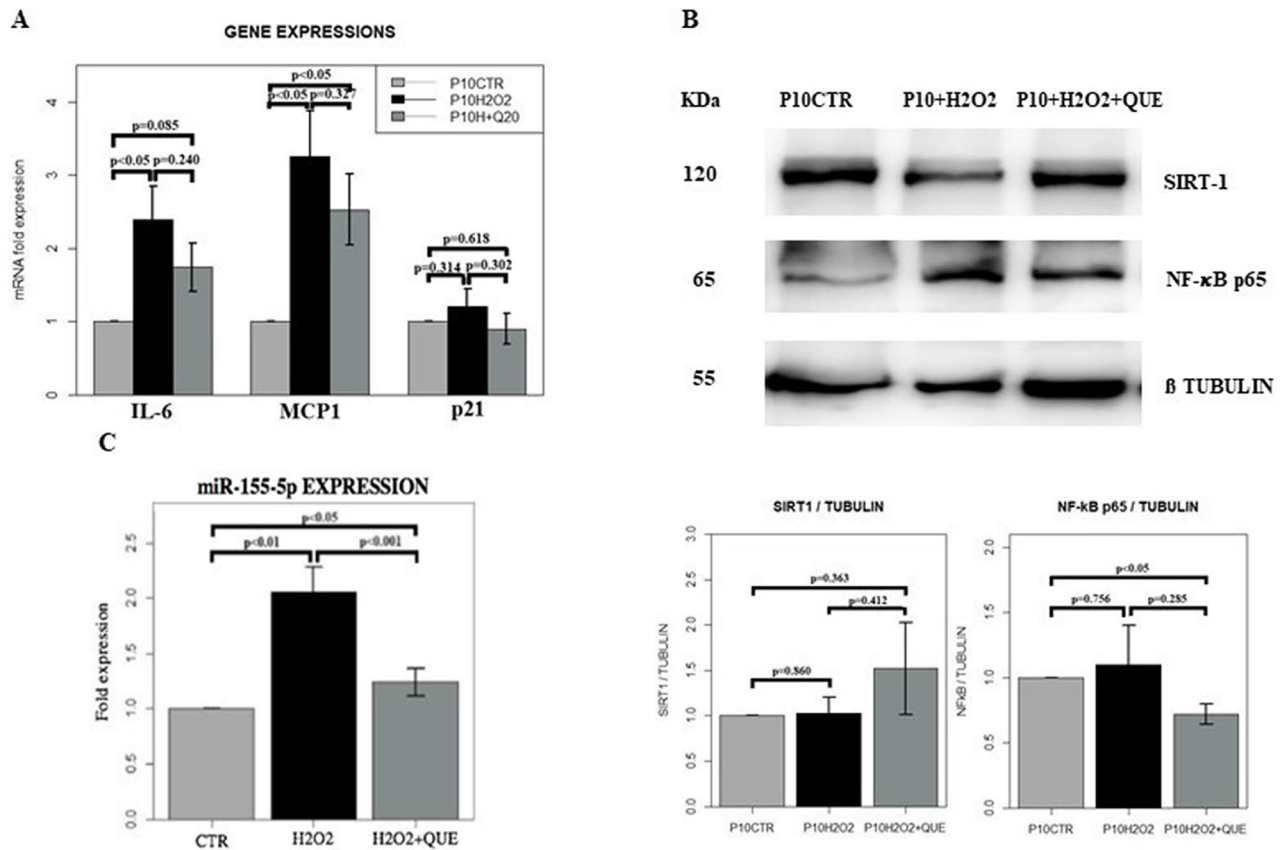 A
GENE EXPRESSIONS
mRNA fold expression
4
3
2
1
0
P10CTR
P10H2O2
P10H+Q20
p=0.085
p<0.05
p=0.240
p<0.05
p<0.05
p=0.327
p=0.618
p=0.314
p=0.302
IL-6
MCP1
p21
B
KDa
P10CTR
P10+H2O2
P10+H2O2+QUE
120
SIRT-1
65
NF-κB p65
55
ß TUBULIN
C
miR-155-5p EXPRESSION
Fold expression
2.5
2.0
1.5
1.0
0.5
0.0
p<0.05
p<0.01
p<0.001
CTR
H2O2
H2O2+QUE
SIRT1 / TUBULIN
SIRT1 / TUBULIN
3.0
2.5
2.0
1.5
1.0
0.5
0.0
p=0.363
p=0.412
p=0.860
P10CTR
P10H2O2
P10H2O2+QUE
NF-kB p65 / TUBULIN
NFkB / TUBULIN
2.0
1.5
1.0
0.5
0.0
p<0.05
p=0.756
p=0.285
P10CTR
P10H2O2
P10H2O2+QUE